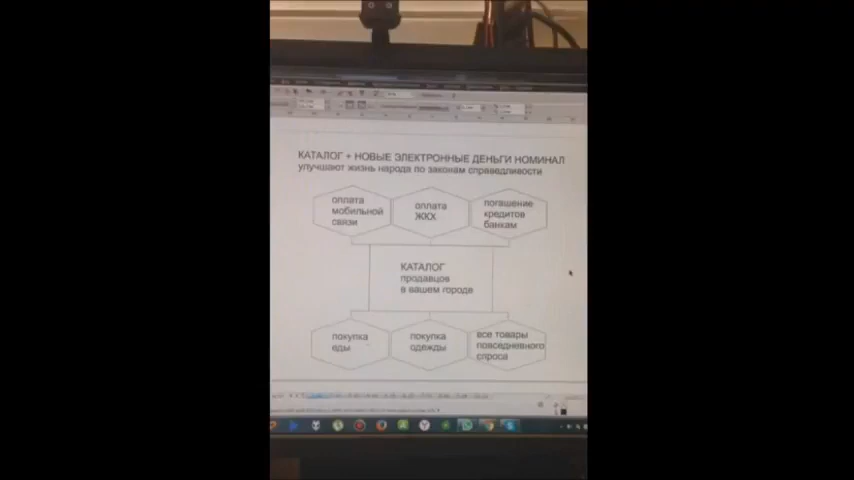 КАТАЛОГ + НОВЫЕ ЭЛЕКТРОННЫЕ ДЕНЬГИ НОМИНАЛ
улучшают жизнь народа по законам справедливости
оплата
мобильной
связи
оплата
ЖКХ
погашение
кредитов
банкам
КАТАЛОГ
продавцов
в вашем городе
покупка
еды
покупка
одежды
все товары
повседневного
спроса